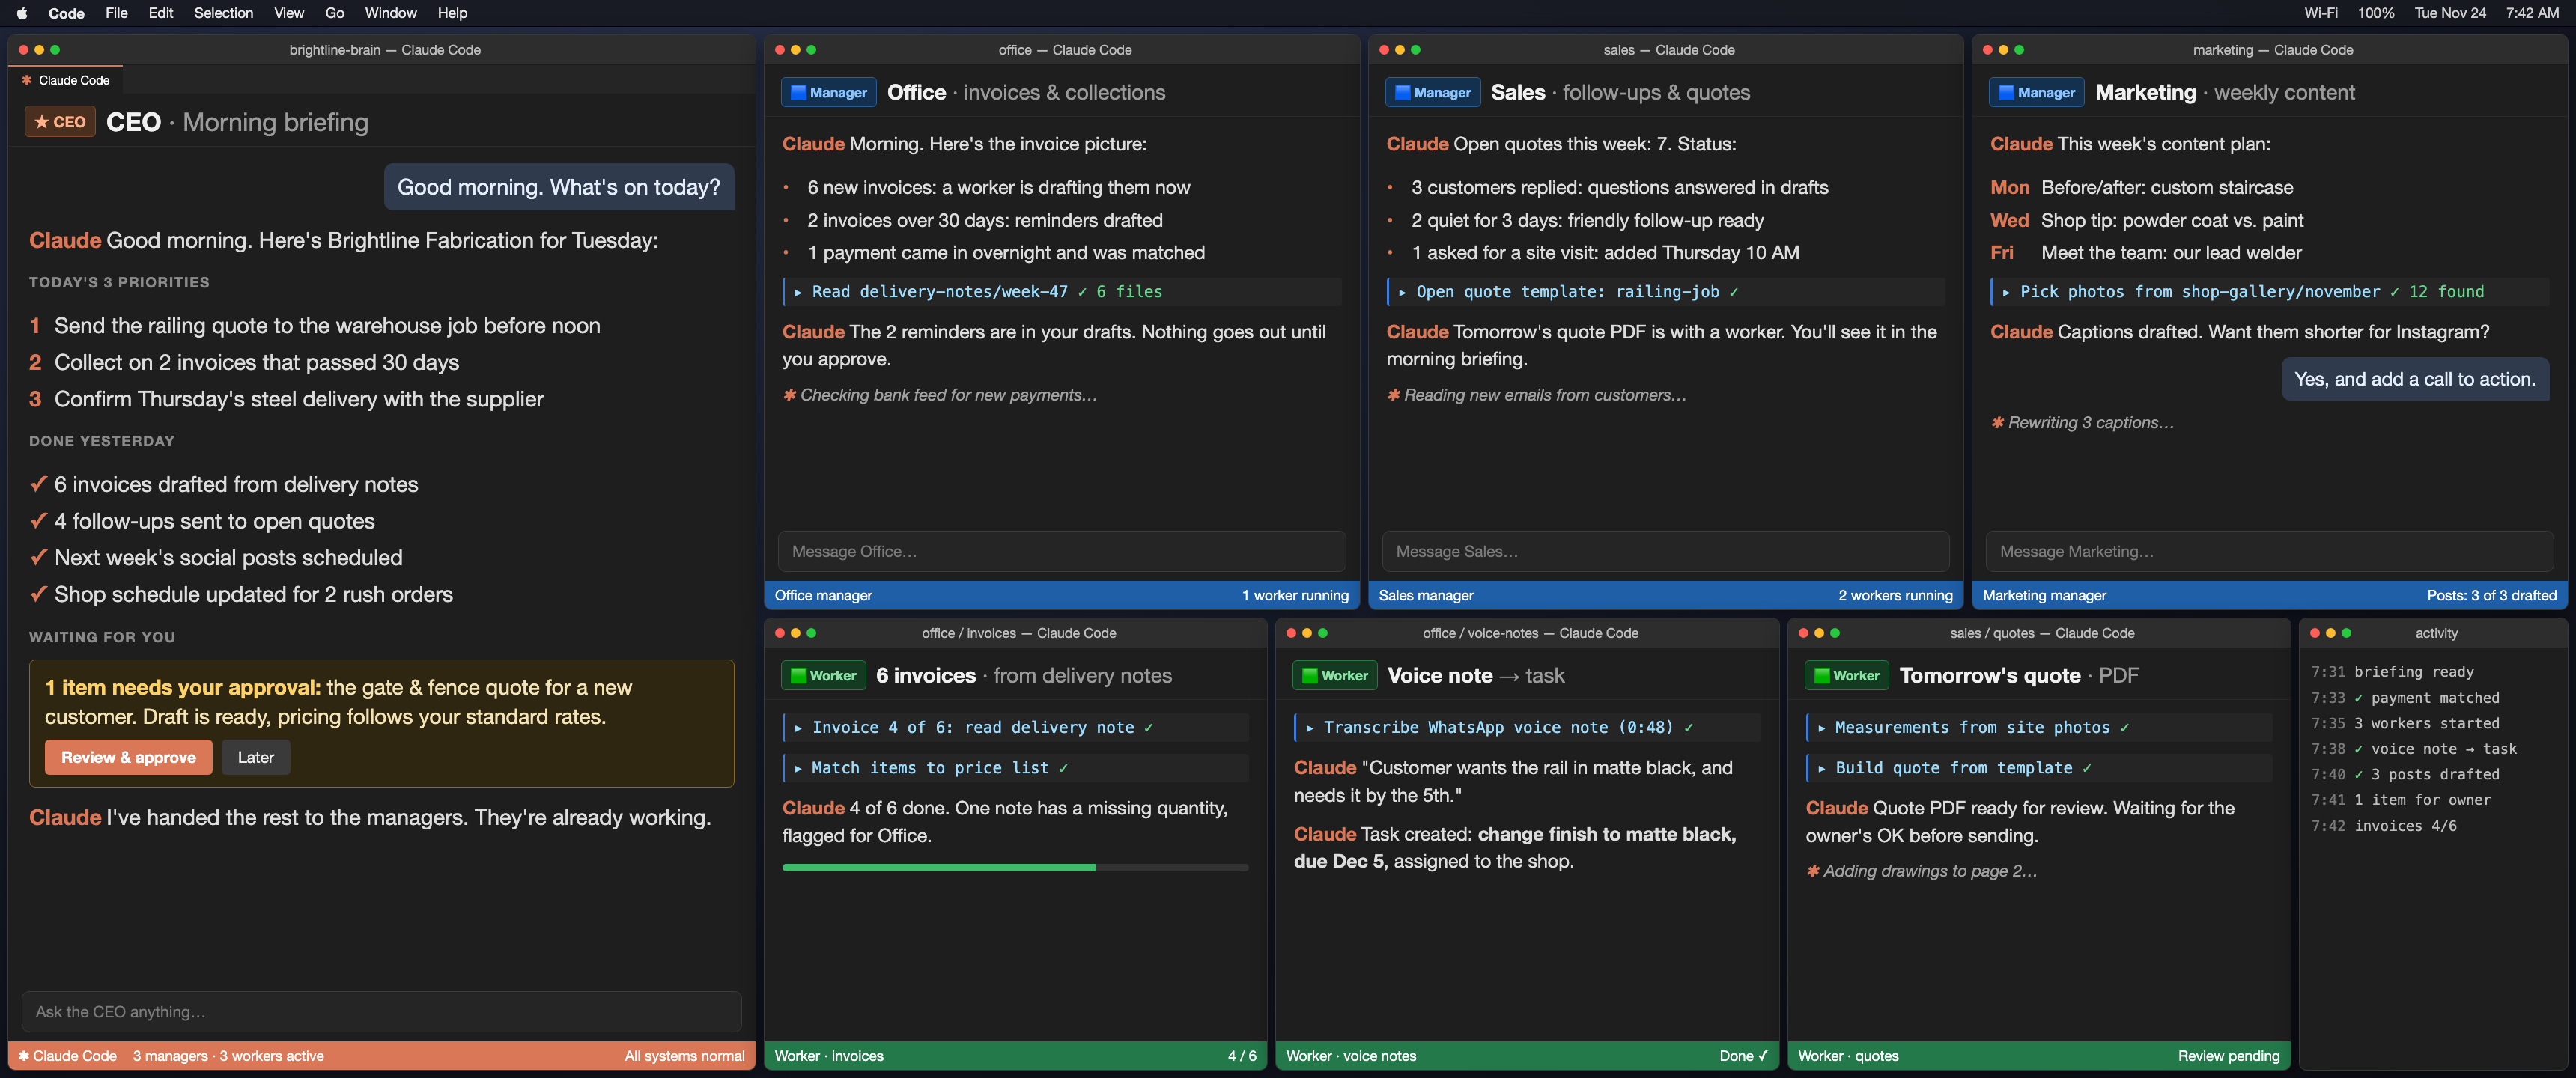 Code File Edit Selection View Go Window Help
Wi-Fi 100% Tue Nov 24 7:42 AM
brightline-brain — Claude Code
✱ Claude Code
★ CEO CEO · Morning briefing
Good morning. What's on today?
Claude Good morning. Here's Brightline Fabrication for Tuesday:
TODAY'S 3 PRIORITIES
1 Send the railing quote to the warehouse job before noon
2 Collect on 2 invoices that passed 30 days
3 Confirm Thursday's steel delivery with the supplier
DONE YESTERDAY
✓ 6 invoices drafted from delivery notes
✓ 4 follow-ups sent to open quotes
✓ Next week's social posts scheduled
✓ Shop schedule updated for 2 rush orders
WAITING FOR YOU
1 item needs your approval: the gate & fence quote for a new
customer. Draft is ready, pricing follows your standard rates.
Review & approve Later
Claude I've handed the rest to the managers. They're already working.
Ask the CEO anything…
✱ Claude Code 3 managers · 3 workers active All systems normal
office — Claude Code
Manager Office · invoices & collections
Claude Morning. Here's the invoice picture:
• 6 new invoices: a worker is drafting them now
• 2 invoices over 30 days: reminders drafted
• 1 payment came in overnight and was matched
▸ Read delivery-notes/week-47 ✓ 6 files
Claude The 2 reminders are in your drafts. Nothing goes out until
you approve.
✱ Checking bank feed for new payments…
Message Office…
Office manager 1 worker running
sales — Claude Code
Manager Sales · follow-ups & quotes
Claude Open quotes this week: 7. Status:
• 3 customers replied: questions answered in drafts
• 2 quiet for 3 days: friendly follow-up ready
• 1 asked for a site visit: added Thursday 10 AM
▸ Open quote template: railing-job ✓
Claude Tomorrow's quote PDF is with a worker. You'll see it in the
morning briefing.
✱ Reading new emails from customers…
Message Sales…
Sales manager 2 workers running
marketing — Claude Code
Manager Marketing · weekly content
Claude This week's content plan:
Mon Before/after: custom staircase
Wed Shop tip: powder coat vs. paint
Fri Meet the team: our lead welder
▸ Pick photos from shop-gallery/november ✓ 12 found
Claude Captions drafted. Want them shorter for Instagram?
Yes, and add a call to action.
✱ Rewriting 3 captions…
Message Marketing…
Marketing manager Posts: 3 of 3 drafted
office / invoices — Claude Code
Worker 6 invoices · from delivery notes
▸ Invoice 4 of 6: read delivery note ✓
▸ Match items to price list ✓
Claude 4 of 6 done. One note has a missing quantity,
flagged for Office.
Worker · invoices 4 / 6
office / voice-notes — Claude Code
Worker Voice note → task
▸ Transcribe WhatsApp voice note (0:48) ✓
Claude "Customer wants the rail in matte black, and
needs it by the 5th."
Claude Task created: change finish to matte black,
due Dec 5, assigned to the shop.
Worker · voice notes Done ✓
sales / quotes — Claude Code
Worker Tomorrow's quote · PDF
▸ Measurements from site photos ✓
▸ Build quote from template ✓
Claude Quote PDF ready for review. Waiting for the
owner's OK before sending.
✱ Adding drawings to page 2…
Worker · quotes Review pending
activity
7:31 briefing ready
7:33 ✓ payment matched
7:35 3 workers started
7:38 ✓ voice note → task
7:40 ✓ 3 posts drafted
7:41 1 item for owner
7:42 invoices 4/6